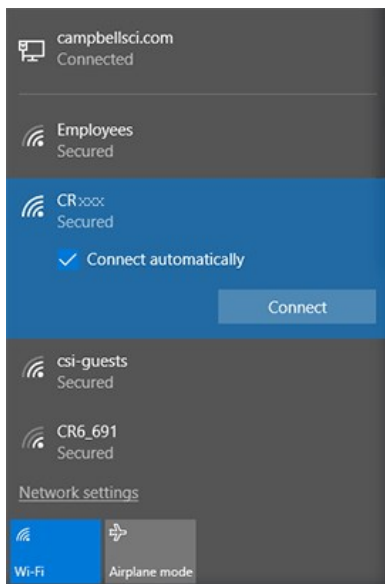 campbellsci.com
Connected
Employees
Secured
CRxxx
Secured
Connect automatically
Connect
csi-guests
Secured
CR6_691
Secured
Network settings
Wi-Fi
Airplane mode